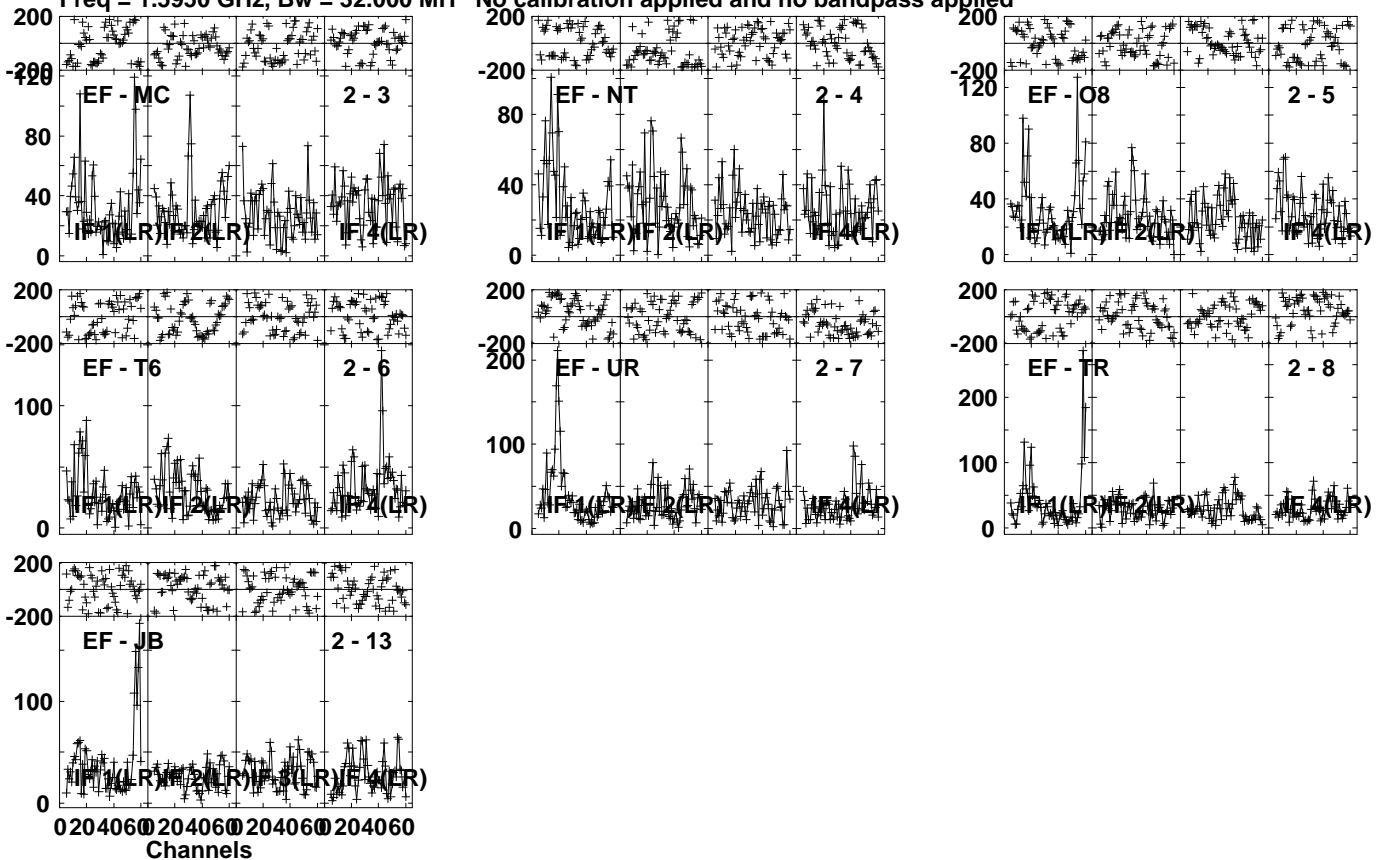 Freq = 1.5950 GHz, Bw = 32.000 MH No calibration applied and no bandpass applied
200
-200
120
80
40
0
EF - MC
2 - 3
IF 1(LR)
IF 2(LR)
IF 4(LR)
200
-200
80
40
0
EF - NT
2 - 4
IF 1(LR)
IF 2(LR)
IF 4(LR)
200
-200
120
80
40
0
EF - O8
2 - 5
IF 1(LR)
IF 2(LR)
IF 4(LR)
200
-200
100
0
EF - T6
2 - 6
IF 1(LR)
IF 2(LR)
IF 4(LR)
200
-200
200
100
0
EF - UR
2 - 7
IF 1(LR)
IF 2(LR)
IF 4(LR)
200
-200
200
100
0
EF - TR
2 - 8
IF 1(LR)
IF 2(LR)
IF 4(LR)
200
-200
100
0
EF - JB
2 - 13
IF 1(LR)
IF 2(LR)
IF 3(LR)
IF 4(LR)
0 20 40 60 0 20 40 60 0 20 40 60 0 20 40 60
Channels